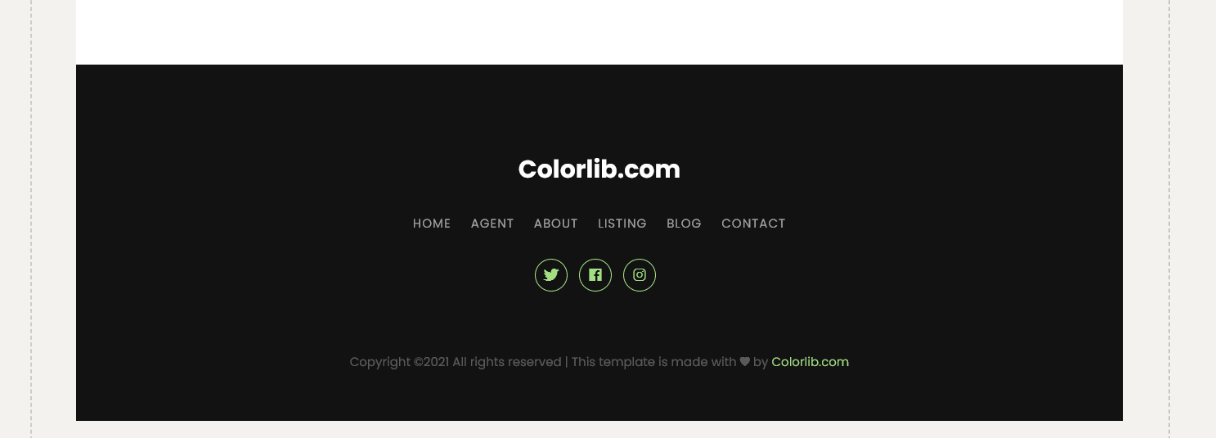 Colorlib.com
HOME AGENT ABOUT LISTING BLOG CONTACT
Copyright ©2021 All rights reserved | This template is made with ♥ by Colorlib.com